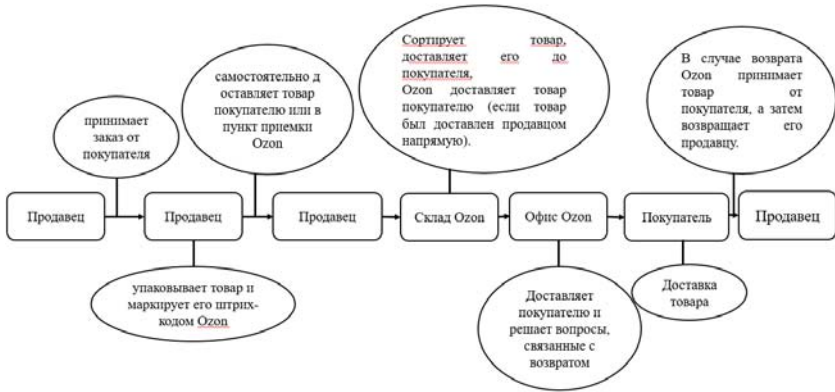 принимает
заказ от
покупателя
самостоятельно д
оставляет товар
покупателю или в
пункт приемки
Ozon
Сортирует товар,
доставляет его до
покупателя,
Ozon доставляет товар
покупателю (если товар
был доставлен продавцом
напрямую).
В случае возврата
Ozon принимает
товар от
покупателя, а затем
возвращает его
продавцу.
Продавец
Продавец
Продавец
Склад Ozon
Офис Ozon
Покупатель
Продавец
упаковывает товар и
маркирует его штрих-
кодом Ozon
Доставляет
покупателю и
решает вопросы,
связанные с
возвратом
Доставка
товара